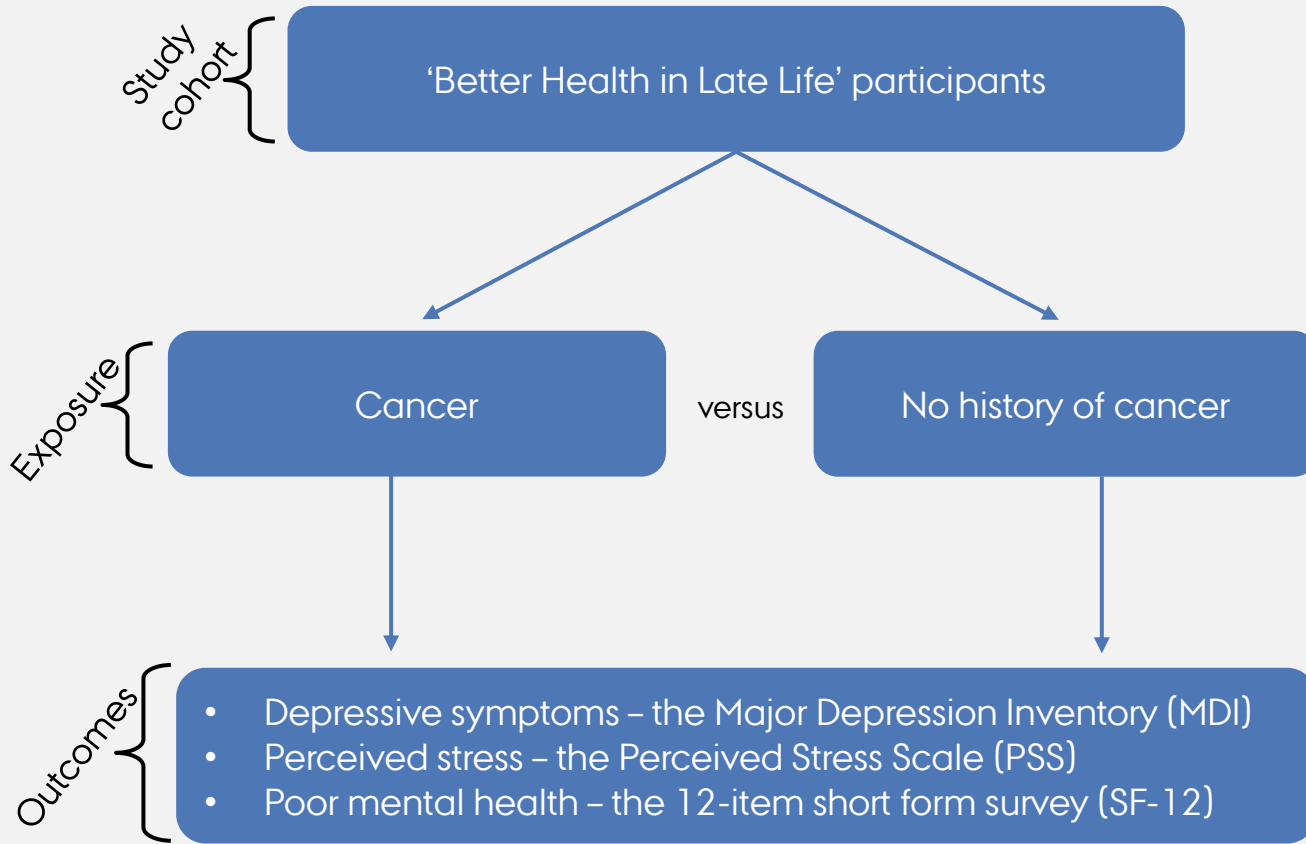 Study
cohort
‘Better Health in Late Life’ participants
Exposure
Cancer
versus
No history of cancer
Outcomes
• Depressive symptoms – the Major Depression Inventory (MDI)
• Perceived stress – the Perceived Stress Scale (PSS)
• Poor mental health – the 12-item short form survey (SF-12)